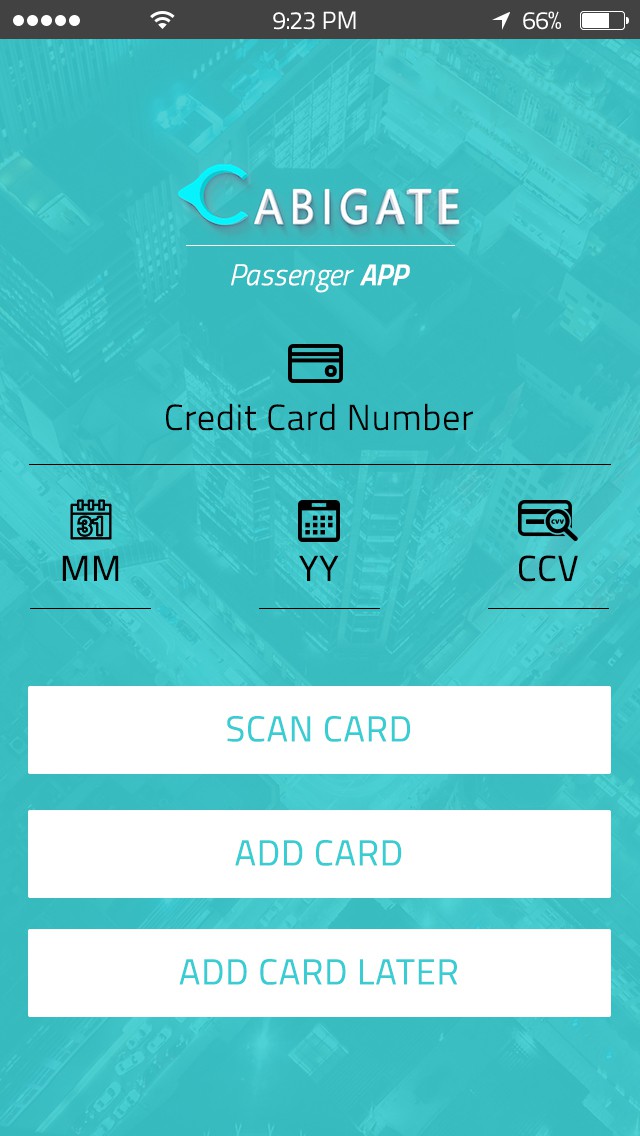 9:23 PM 66%
CABIGATE
Passenger APP
Credit Card Number
31 CVV
MM YY CCV
SCAN CARD
ADD CARD
ADD CARD LATER